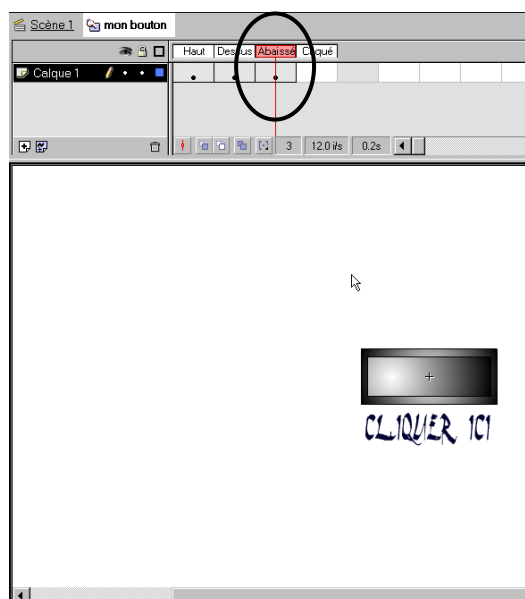 Scène 1 mon bouton
Haut Dessus Abaissé Cliqué
Calque 1
3 12.0 i/s 0.2s
CLIQUER ICI